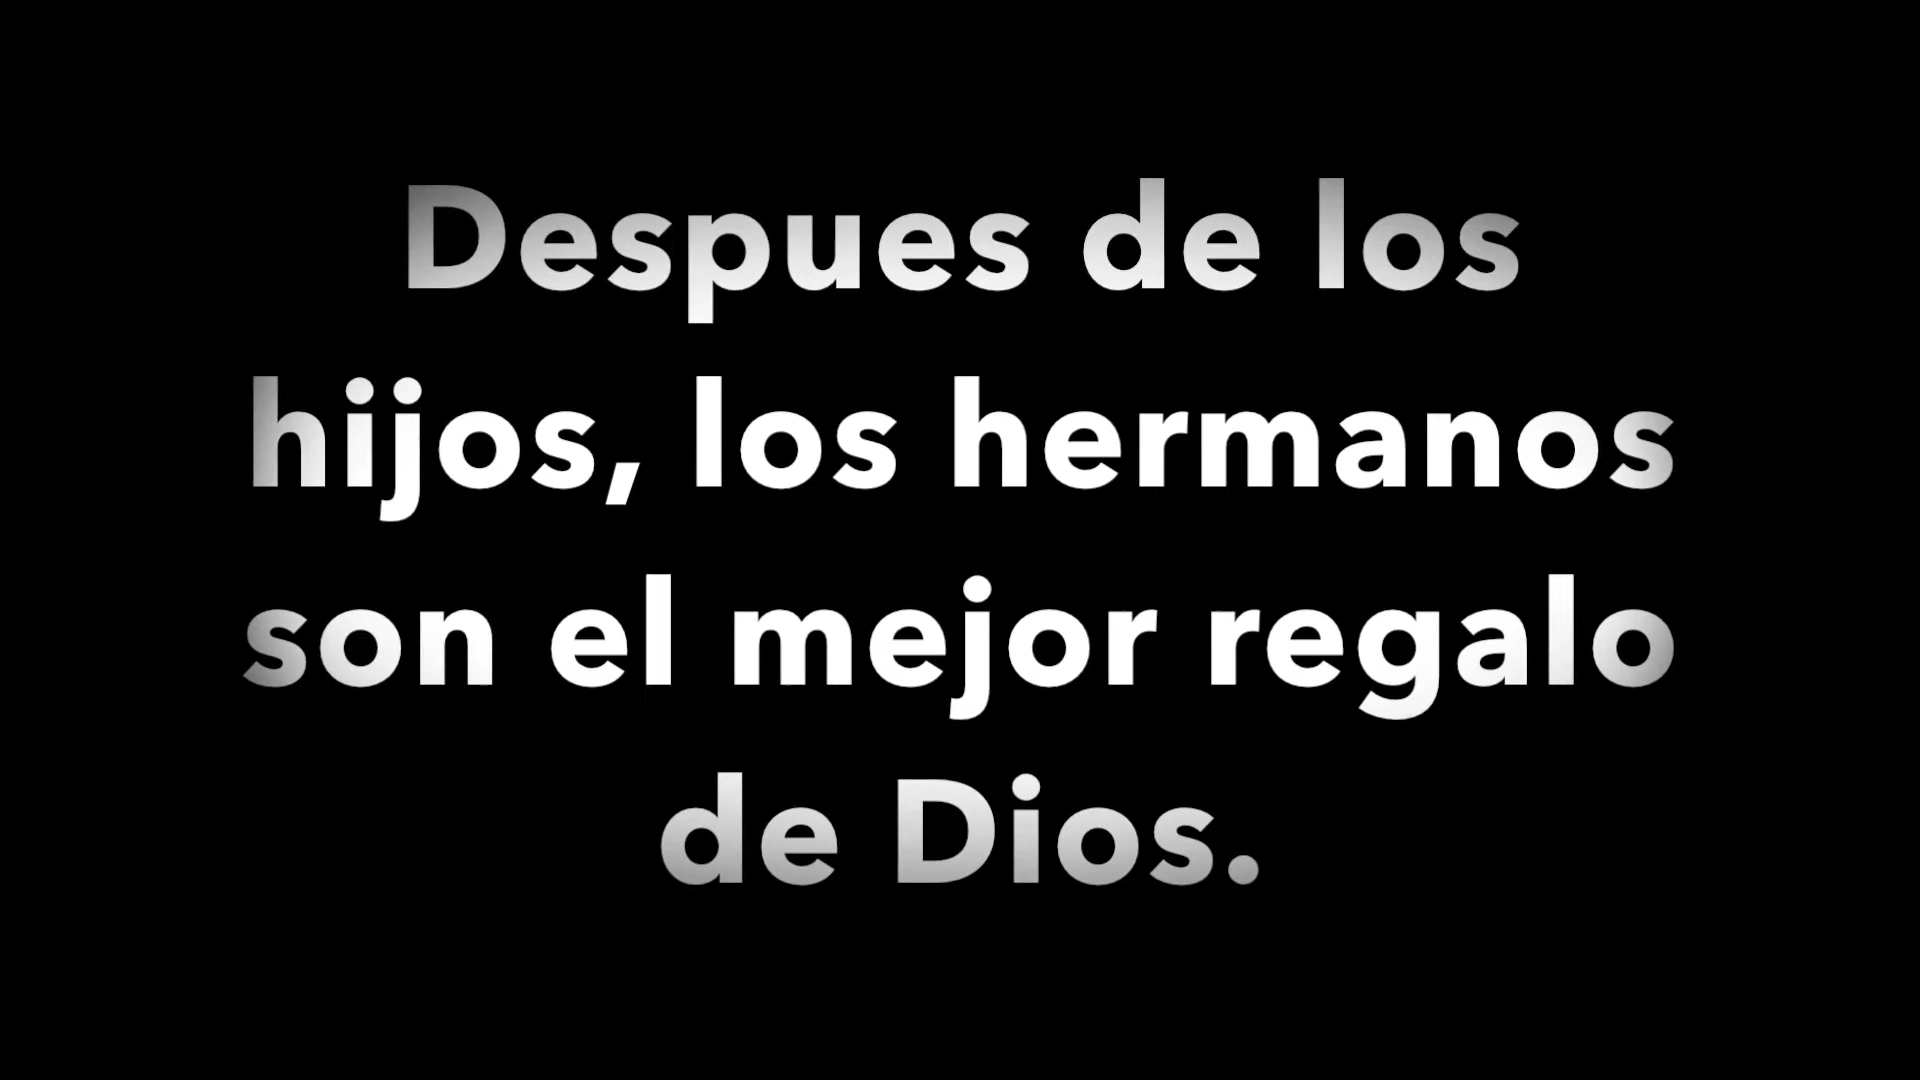 Despues de los
hijos, los hermanos
son el mejor regalo
de Dios.